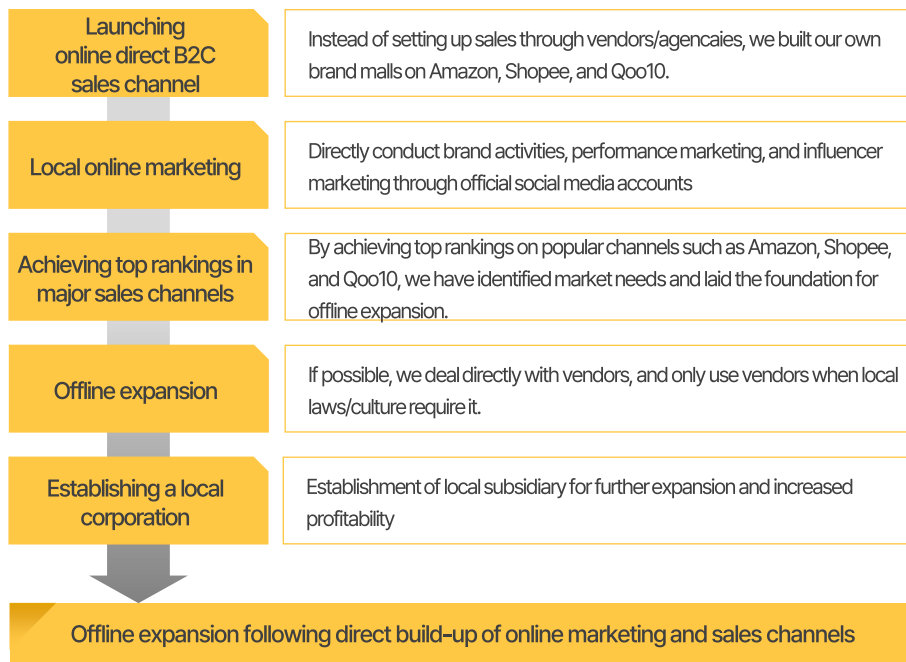 Launching
online direct B2C
sales channel
Instead of setting up sales through vendors/agencaies, we built our own
brand malls on Amazon, Shopee, and Qoo10.
Local online marketing
Directly conduct brand activities, performance marketing, and influencer
marketing through official social media accounts
Achieving top rankings in
major sales channels
By achieving top rankings on popular channels such as Amazon, Shopee,
and Qoo10, we have identified market needs and laid the foundation for
offline expansion.
Offline expansion
If possible, we deal directly with vendors, and only use vendors when local
laws/culture require it.
Establishing a local
corporation
Establishment of local subsidiary for further expansion and increased
profitability
Offline expansion following direct build-up of online marketing and sales channels